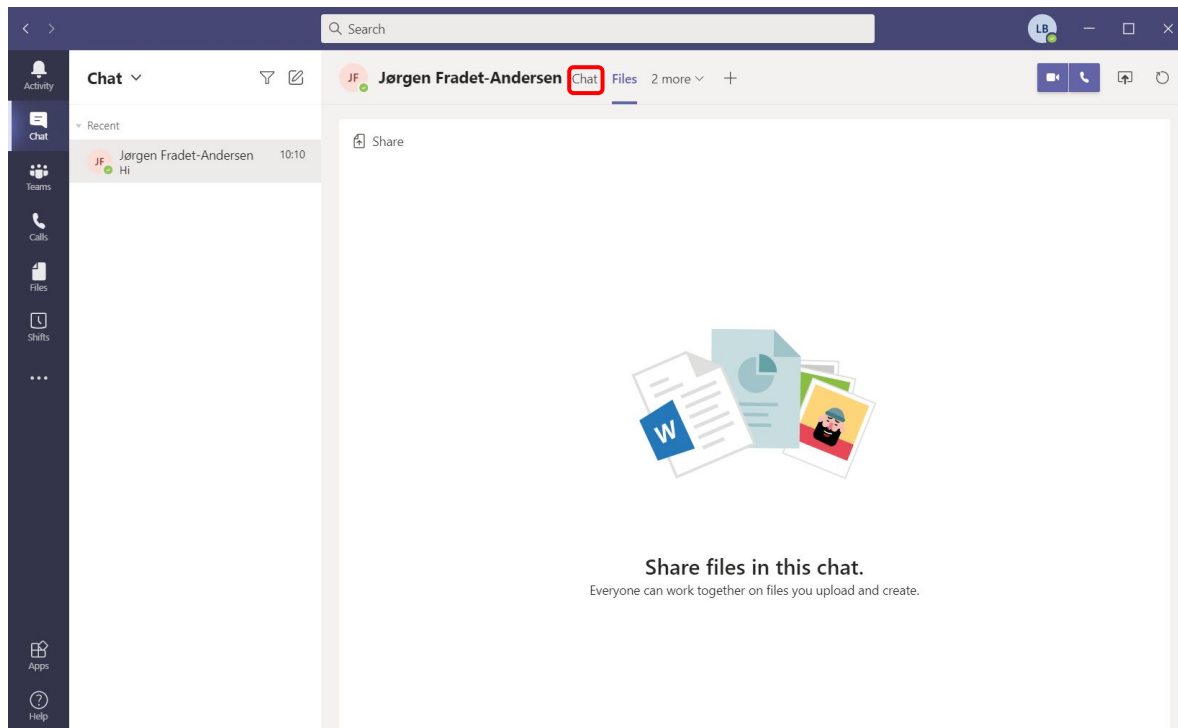 Search
LB
Activity
Chat
Teams
Calls
Files
Shifts
Apps
Help
Chat
Recent
JF
Jørgen Fradet-Andersen 10:10
Hi
JF Jørgen Fradet-Andersen Chat Files 2 more
Share
W
Share files in this chat.
Everyone can work together on files you upload and create.